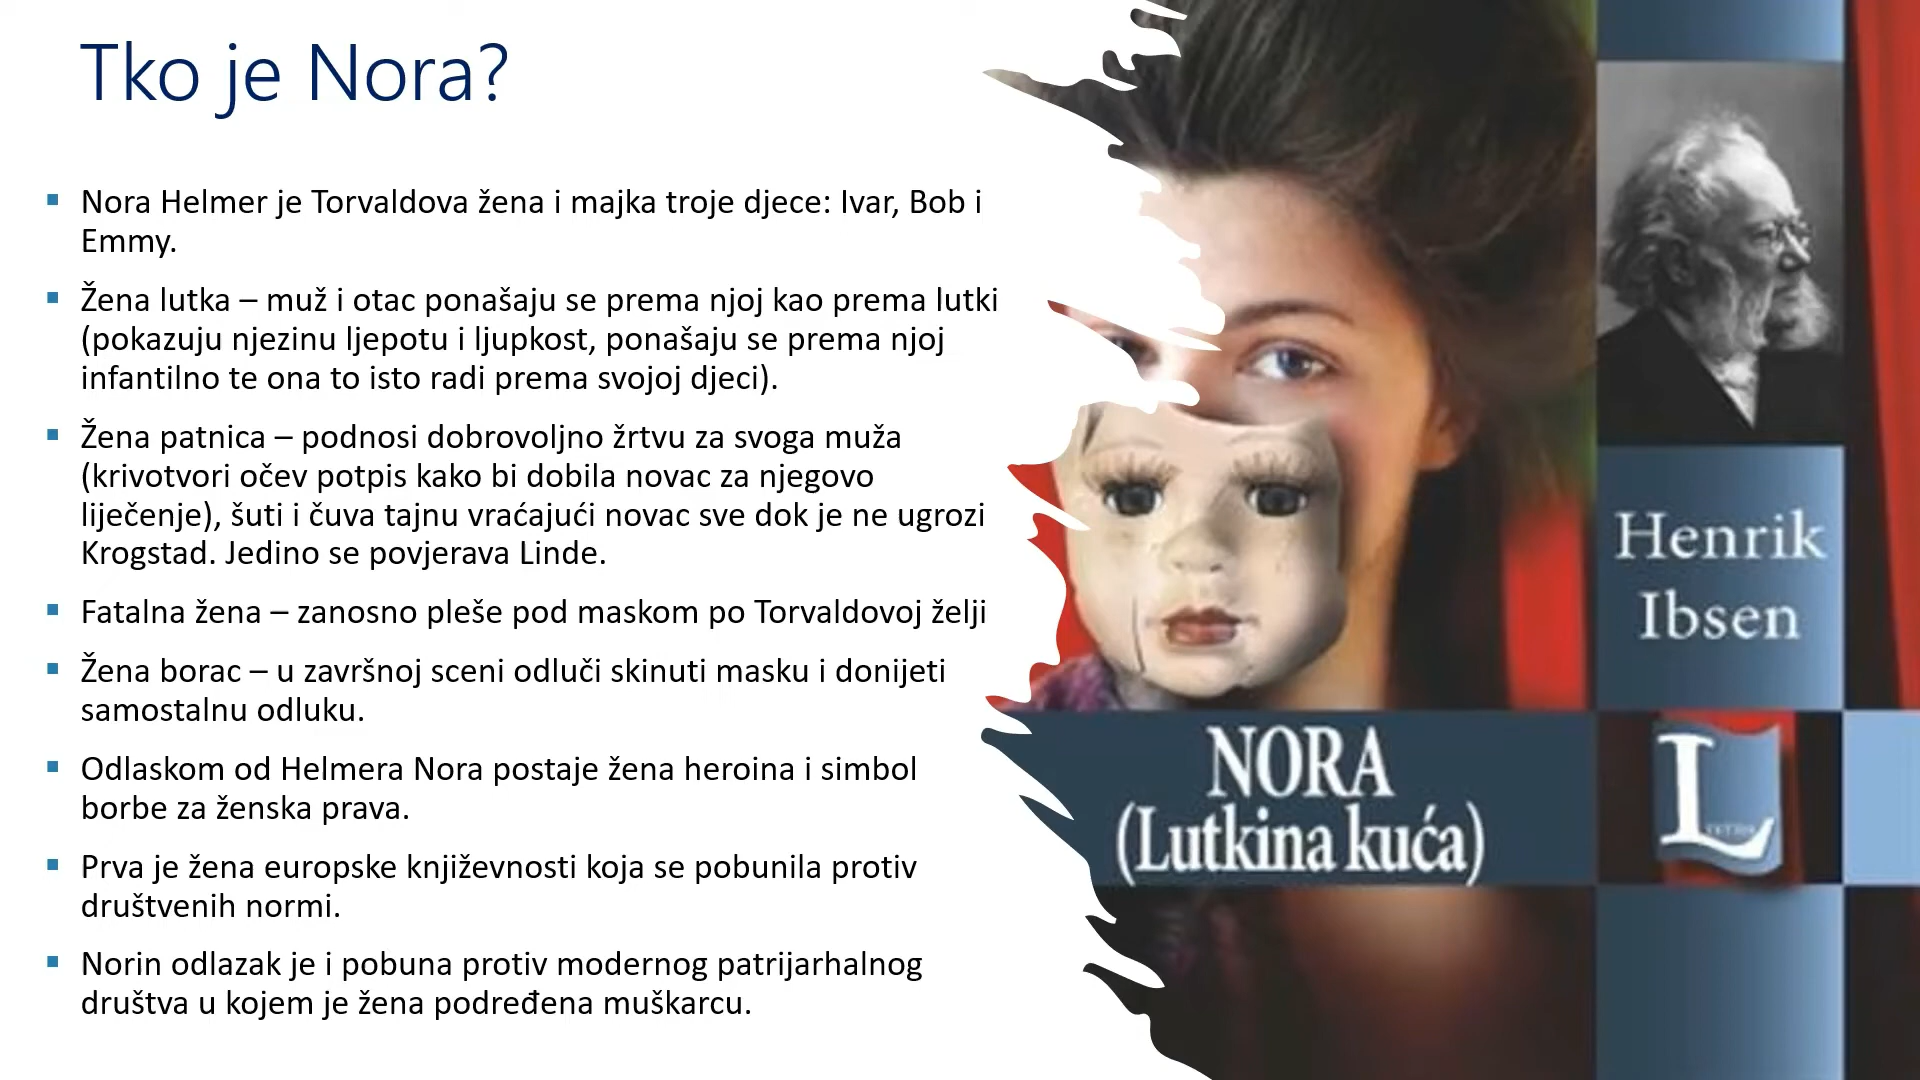 Tko je Nora?
Nora Helmer je Torvaldova žena i majka troje djece: Ivar, Bob i
Emmy.
Žena lutka – muž i otac ponašaju se prema njoj kao prema lutki
(pokazuju njezinu ljepotu i ljupkost, ponašaju se prema njoj
infantilno te ona to isto radi prema svojoj djeci).
Žena patnica – podnosi dobrovoljno žrtvu za svoga muža
(krivotvori očev potpis kako bi dobila novac za njegovo
liječenje), šuti i čuva tajnu vraćajući novac sve dok je ne ugrozi
Krogstad. Jedino se povjerava Linde.
Fatalna žena – zanosno pleše pod maskom po Torvaldovoj želji
Žena borac – u završnoj sceni odluči skinuti masku i donijeti
samostalnu odluku.
Odlaskom od Helmera Nora postaje žena heroina i simbol
borbe za ženska prava.
Prva je žena europske književnosti koja se pobunila protiv
društvenih normi.
Norin odlazak je i pobuna protiv modernog patrijarhalnog
društva u kojem je žena podređena muškarcu.
Henrik
Ibsen
NORA
(Lutkina kuća)
L